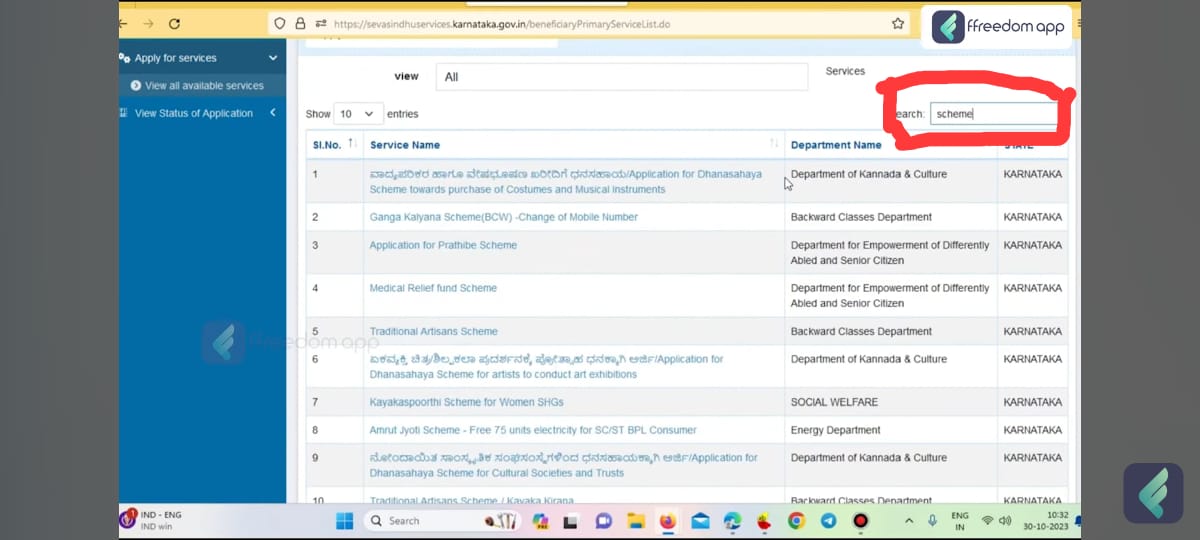 https://sevasindhuservices.karnataka.gov.in/beneficiaryPrimaryServiceList.do
ffreedom app
Apply for services
View all available services
View Status of Application
view All Services
Show 10 entries
earch: scheme
Sl.No. Service Name Department Name STATE
1 ವಾದ್ಯಪರಿಕರ ಹಾಗೂ ವೇಷಭೂಷಣ ಖರೀದಿಗೆ ಧನಸಹಾಯ/Application for Dhanasahaya Department of Kannada & Culture KARNATAKA
Scheme towards purchase of Costumes and Musical Instruments
2 Ganga Kalyana Scheme(BCW) -Change of Mobile Number Backward Classes Department KARNATAKA
3 Application for Prathibe Scheme Department for Empowerment of Differently KARNATAKA
Abled and Senior Citizen
4 Medical Relief fund Scheme Department for Empowerment of Differently KARNATAKA
Abled and Senior Citizen
5 Traditional Artisans Scheme Backward Classes Department KARNATAKA
ffreedom app
6 ಏಕವ್ಯಕ್ತಿ ಚಿತ್ರ/ಶಿಲ್ಪಕಲಾ ಪ್ರದರ್ಶನಕ್ಕೆ ಪ್ರೋತ್ಸಾಹ ಧನಕ್ಕಾಗಿ ಅರ್ಜಿ/Application for Department of Kannada & Culture KARNATAKA
Dhanasahaya Scheme for artists to conduct art exhibitions
7 Kayakaspoorthi Scheme for Women SHGs SOCIAL WELFARE KARNATAKA
8 Amrut Jyoti Scheme - Free 75 units electricity for SC/ST BPL Consumer Energy Department KARNATAKA
9 ನೋಂದಾಯಿತ ಸಾಂಸ್ಕೃತಿಕ ಸಂಘಸಂಸ್ಥೆಗಳಿಂದ ಧನಸಹಾಯಕ್ಕಾಗಿ ಅರ್ಜಿ/Application for Department of Kannada & Culture KARNATAKA
Dhanasahaya Scheme for Cultural Societies and Trusts
10 Traditional Artisans Scheme / Kayaka Kirana Backward Classes Department KARNATAKA
IND - ENG
IND win
Search
ENG
IN
10:32
30-10-2023